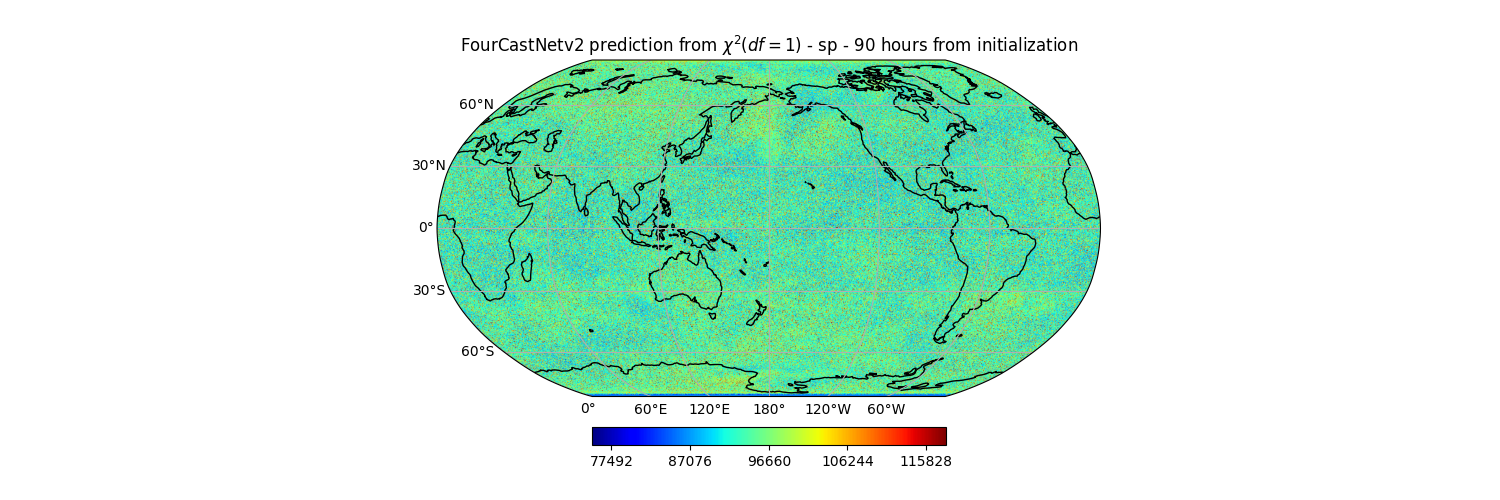 FourCastNetv2 prediction from χ²(df = 1) - sp - 90 hours from initialization
60°N
30°N
0°
30°S
60°S
0° 60°E 120°E 180° 120°W 60°W
77492 87076 96660 106244 115828